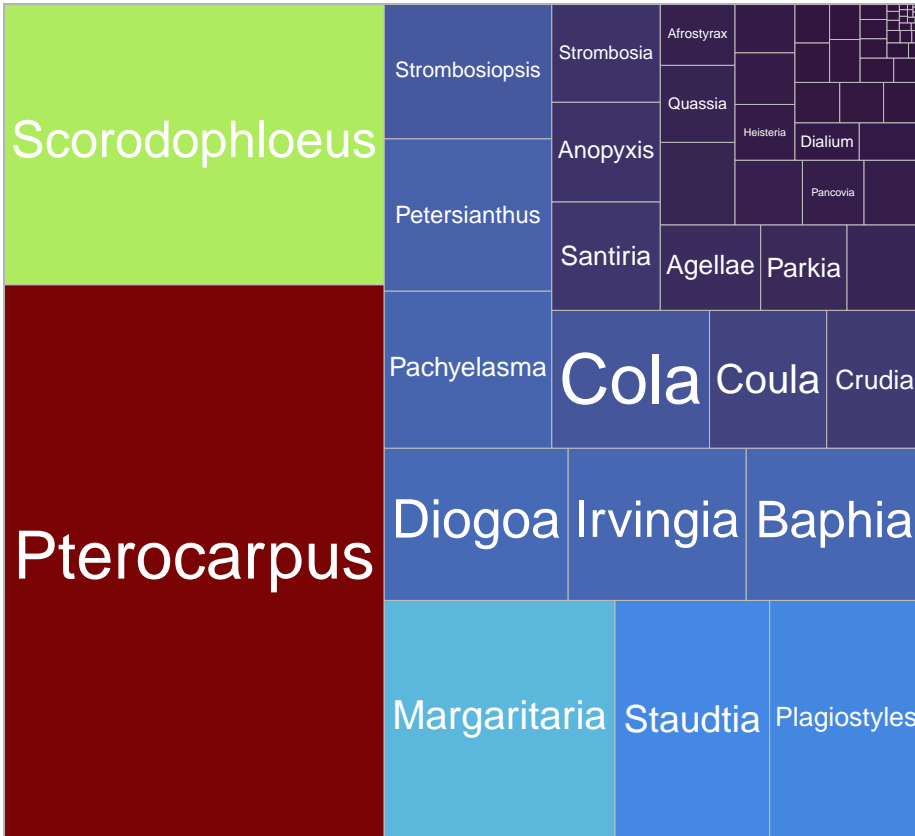 Scorodophloeus
Pterocarpus
Strombosiopsis
Petersianthus
Pachyelasma
Strombosia
Anopyxis
Santiria
Afrostyrax
Quassia
Heisteria
Dialium
Pancovia
Agellae
Parkia
Cola
Coula
Crudia
Diogoa
Irvingia
Baphia
Margaritaria
Staudtia
Plagiostyles